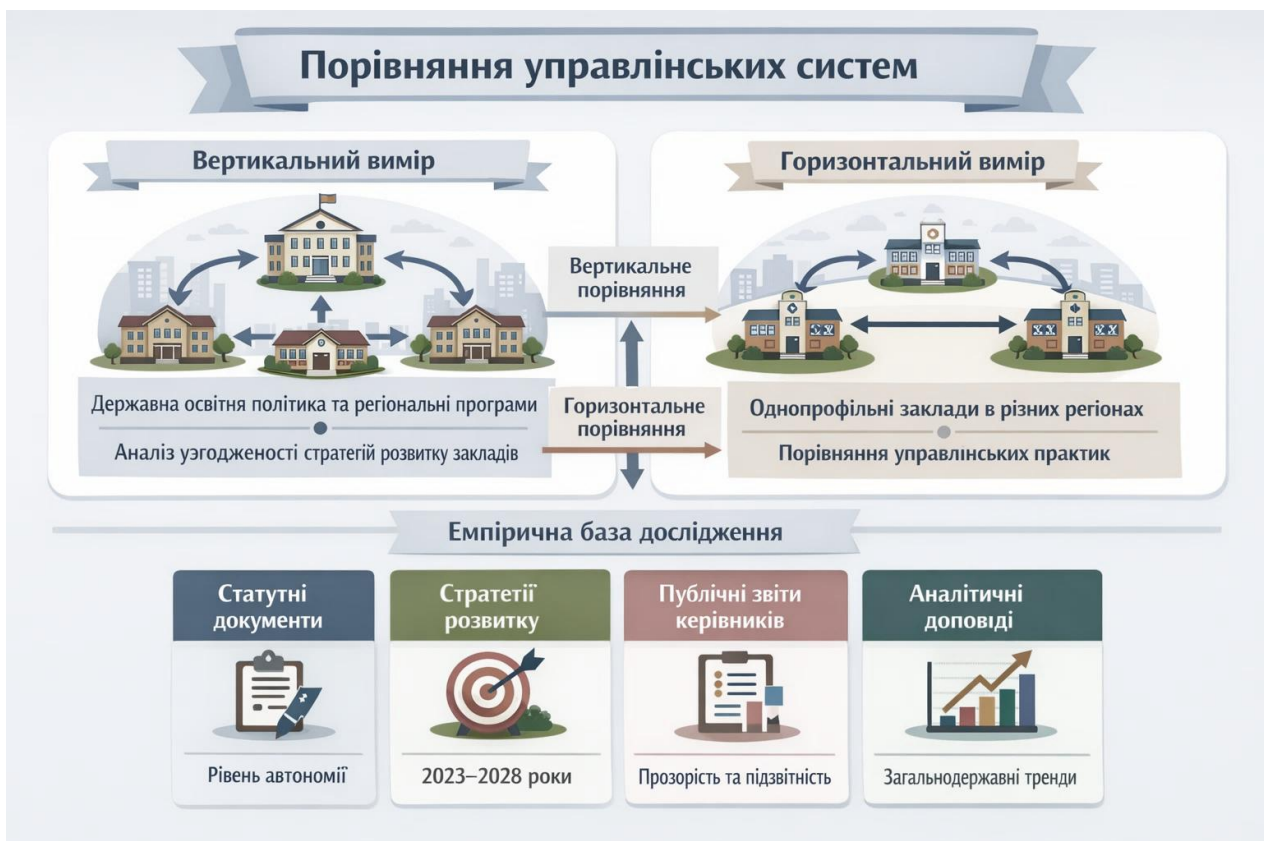 Порівняння управлінських систем
Вертикальний вимір
Державна освітня політика та регіональні програми
Аналіз уэгодженості стратегій розвитку закладів
Вертикальне
порівняння
Горизонтальне
порівняння
Горизонтальний вимір
Однопрофільні заклади в різних регіонах
Порівняння управлінських практик
Емпірична база дослідження
Статутні
документи
Рівень автономії
Стратетії
розвитку
2023–2028 роки
Публічні звіти
керівників
Прозорість та підзвітність
Аналітичні
доповіді
Загальнодержавні тренди